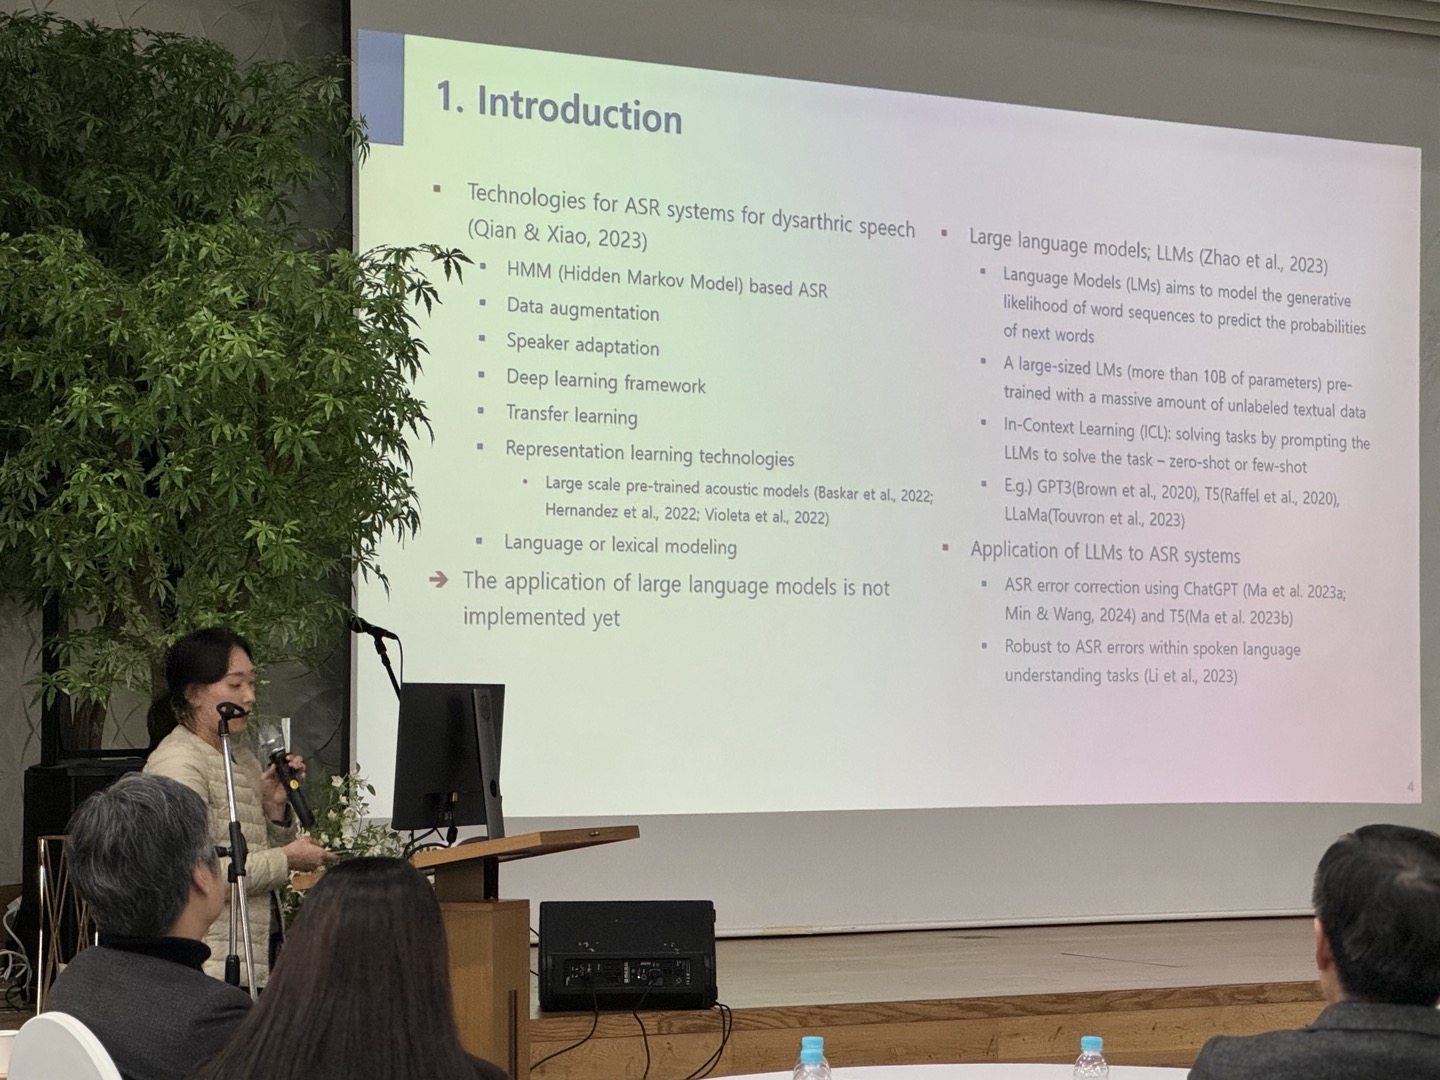 1. Introduction
Technologies for ASR systems for dysarthric speech
(Qian & Xiao, 2023)
HMM (Hidden Markov Model) based ASR
Data augmentation
Speaker adaptation
Deep learning framework
Transfer learning
Representation learning technologies
Large scale pre-trained acoustic models (Baskar et al., 2022;
Hernandez et al., 2022; Violeta et al., 2022)
Language or lexical modeling
➔ The application of large language models is not
implemented yet
Large language models; LLMs (Zhao et al., 2023)
Language Models (LMs) aims to model the generative
likelihood of word sequences to predict the probabilities
of next words
A large-sized LMs (more than 10B of parameters) pre-
trained with a massive amount of unlabeled textual data
In-Context Learning (ICL): solving tasks by prompting the
LLMs to solve the task – zero-shot or few-shot
E.g.) GPT3(Brown et al., 2020), T5(Raffel et al., 2020),
LLaMa(Touvron et al., 2023)
Application of LLMs to ASR systems
ASR error correction using ChatGPT (Ma et al. 2023a;
Min & Wang, 2024) and T5(Ma et al. 2023b)
Robust to ASR errors within spoken language
understanding tasks (Li et al., 2023)
4